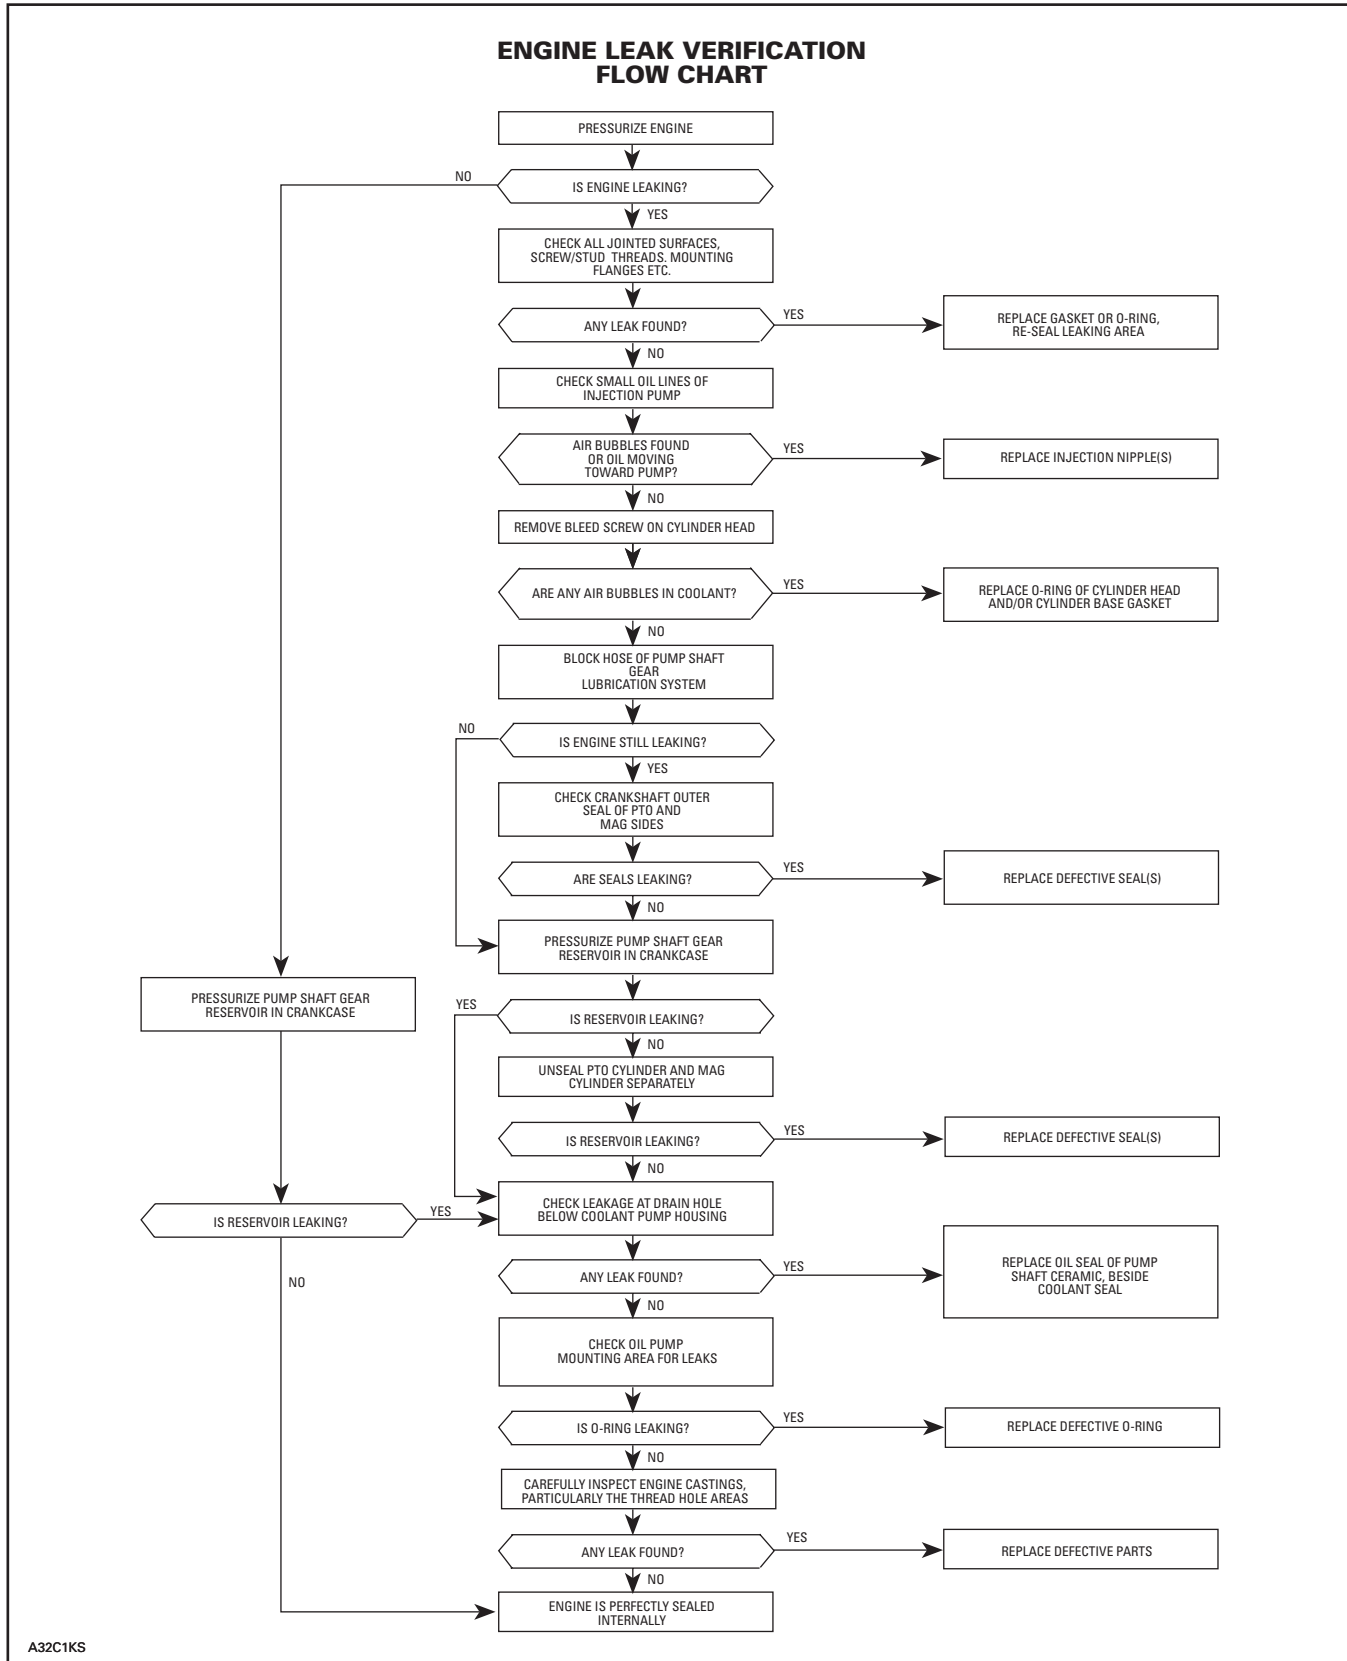 ENGINE LEAK VERIFICATION
FLOW CHART
PRESSURIZE ENGINE
NO
IS ENGINE LEAKING?
YES
CHECK ALL JOINTED SURFACES,
SCREW/STUD THREADS. MOUNTING
FLANGES ETC.
ANY LEAK FOUND?
YES
REPLACE GASKET OR O-RING,
RE-SEAL LEAKING AREA
NO
CHECK SMALL OIL LINES OF
INJECTION PUMP
AIR BUBBLES FOUND
OR OIL MOVING
TOWARD PUMP?
YES
REPLACE INJECTION NIPPLE(S)
NO
REMOVE BLEED SCREW ON CYLINDER HEAD
ARE ANY AIR BUBBLES IN COOLANT?
YES
REPLACE O-RING OF CYLINDER HEAD
AND/OR CYLINDER BASE GASKET
NO
BLOCK HOSE OF PUMP SHAFT
GEAR
LUBRICATION SYSTEM
NO
IS ENGINE STILL LEAKING?
YES
CHECK CRANKSHAFT OUTER
SEAL OF PTO AND
MAG SIDES
ARE SEALS LEAKING?
YES
REPLACE DEFECTIVE SEAL(S)
NO
PRESSURIZE PUMP SHAFT GEAR
RESERVOIR IN CRANKCASE
PRESSURIZE PUMP SHAFT GEAR
RESERVOIR IN CRANKCASE
YES
IS RESERVOIR LEAKING?
NO
UNSEAL PTO CYLINDER AND MAG
CYLINDER SEPARATELY
IS RESERVOIR LEAKING?
YES
REPLACE DEFECTIVE SEAL(S)
NO
CHECK LEAKAGE AT DRAIN HOLE
BELOW COOLANT PUMP HOUSING
IS RESERVOIR LEAKING?
YES
NO
ANY LEAK FOUND?
YES
REPLACE OIL SEAL OF PUMP
SHAFT CERAMIC, BESIDE
COOLANT SEAL
NO
CHECK OIL PUMP
MOUNTING AREA FOR LEAKS
IS O-RING LEAKING?
YES
REPLACE DEFECTIVE O-RING
NO
CAREFULLY INSPECT ENGINE CASTINGS,
PARTICULARLY THE THREAD HOLE AREAS
ANY LEAK FOUND?
YES
REPLACE DEFECTIVE PARTS
NO
ENGINE IS PERFECTLY SEALED
INTERNALLY
A32C1KS